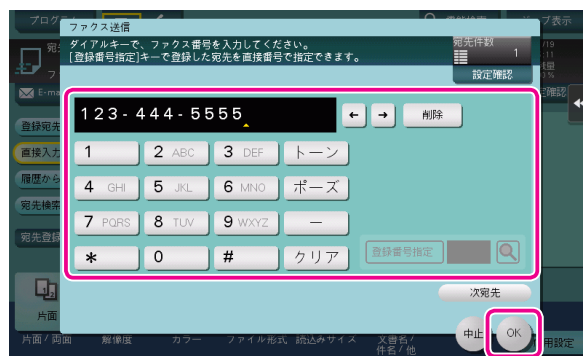 プログ
ブ表示
ファクス送信
ダイアルキーで、ファクス番号を入力してください。
[登録番号指定]キーで登録した宛先を直接番号で指定できます。
宛先件数
1
設定確認
E-ma
123-444-5555
← → 削除
登録宛先
直接入力
履歴から
宛先検索
宛先登録
1 2 ABC 3 DEF トーン
4 GHI 5 JKL 6 MNO ポーズ
7 PQRS 8 TUV 9 WXYZ －
* 0 # クリア
登録番号指定
次宛先
片面
中止 OK
片面/両面 解像度 カラー ファイル形式 読込みサイズ 文書名/
件名/他
用設定